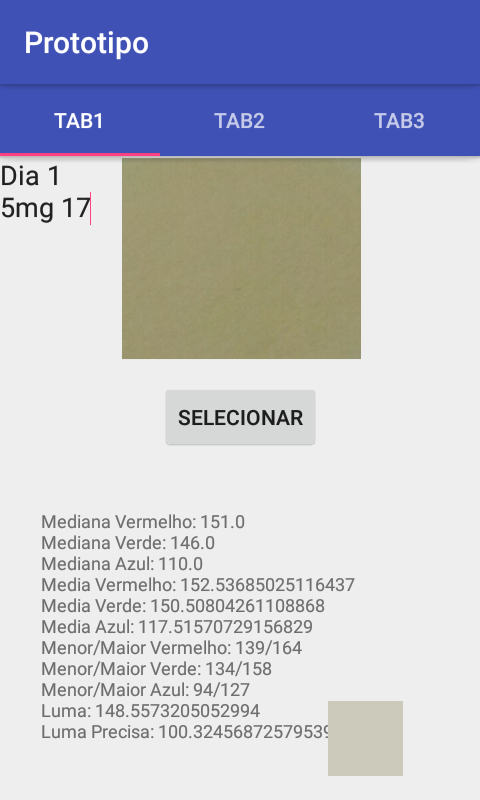 Prototipo
TAB1 TAB2 TAB3
Dia 1
5mg 17
SELECIONAR
Mediana Vermelho: 151.0
Mediana Verde: 146.0
Mediana Azul: 110.0
Media Vermelho: 152.53685025116437
Media Verde: 150.50804261108868
Media Azul: 117.51570729156829
Menor/Maior Vermelho: 139/164
Menor/Maior Verde: 134/158
Menor/Maior Azul: 94/127
Luma: 148.5573205052994
Luma Precisa: 100.32456872579539